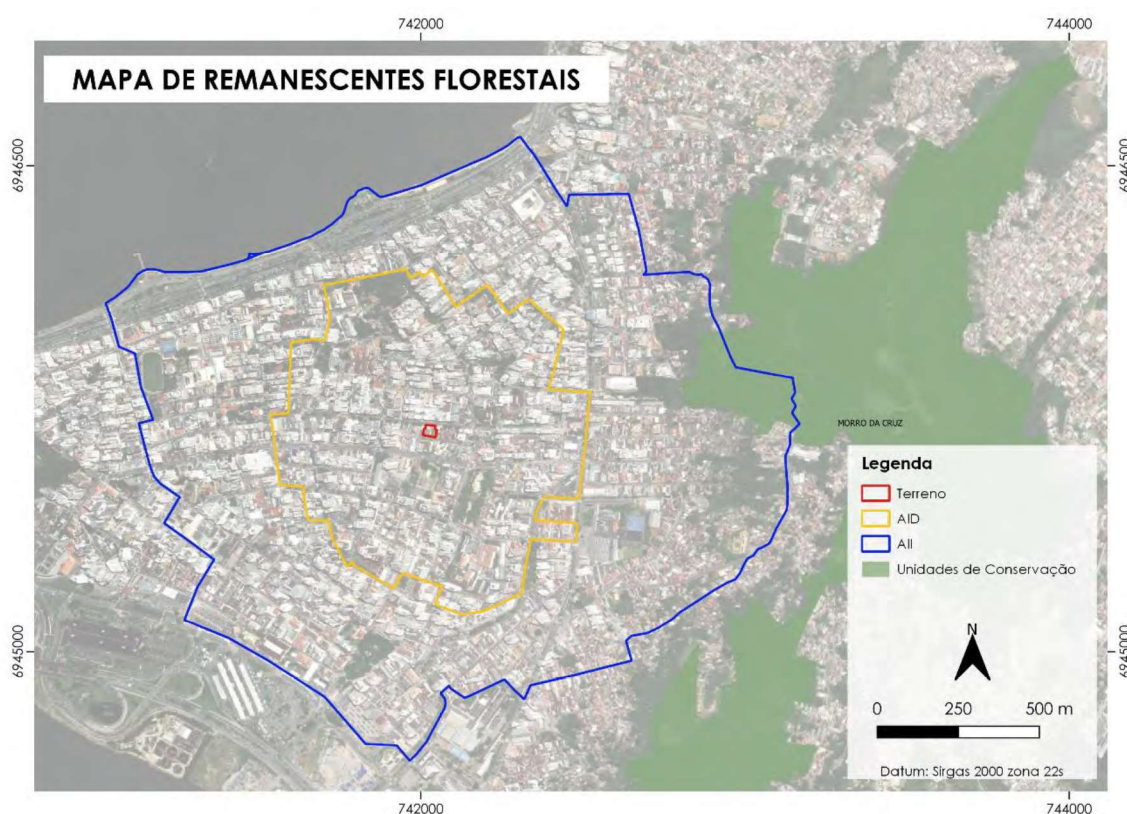 742000
744000
MAPA DE REMANESCENTES FLORESTAIS
6946500
6946500
MORRO DA CRUZ
Legenda
Terreno
AID
AII
Unidades de Conservação
N
0 250 500 m
Datum: Sirgas 2000 zona 22s
6945000
6945000
742000
744000